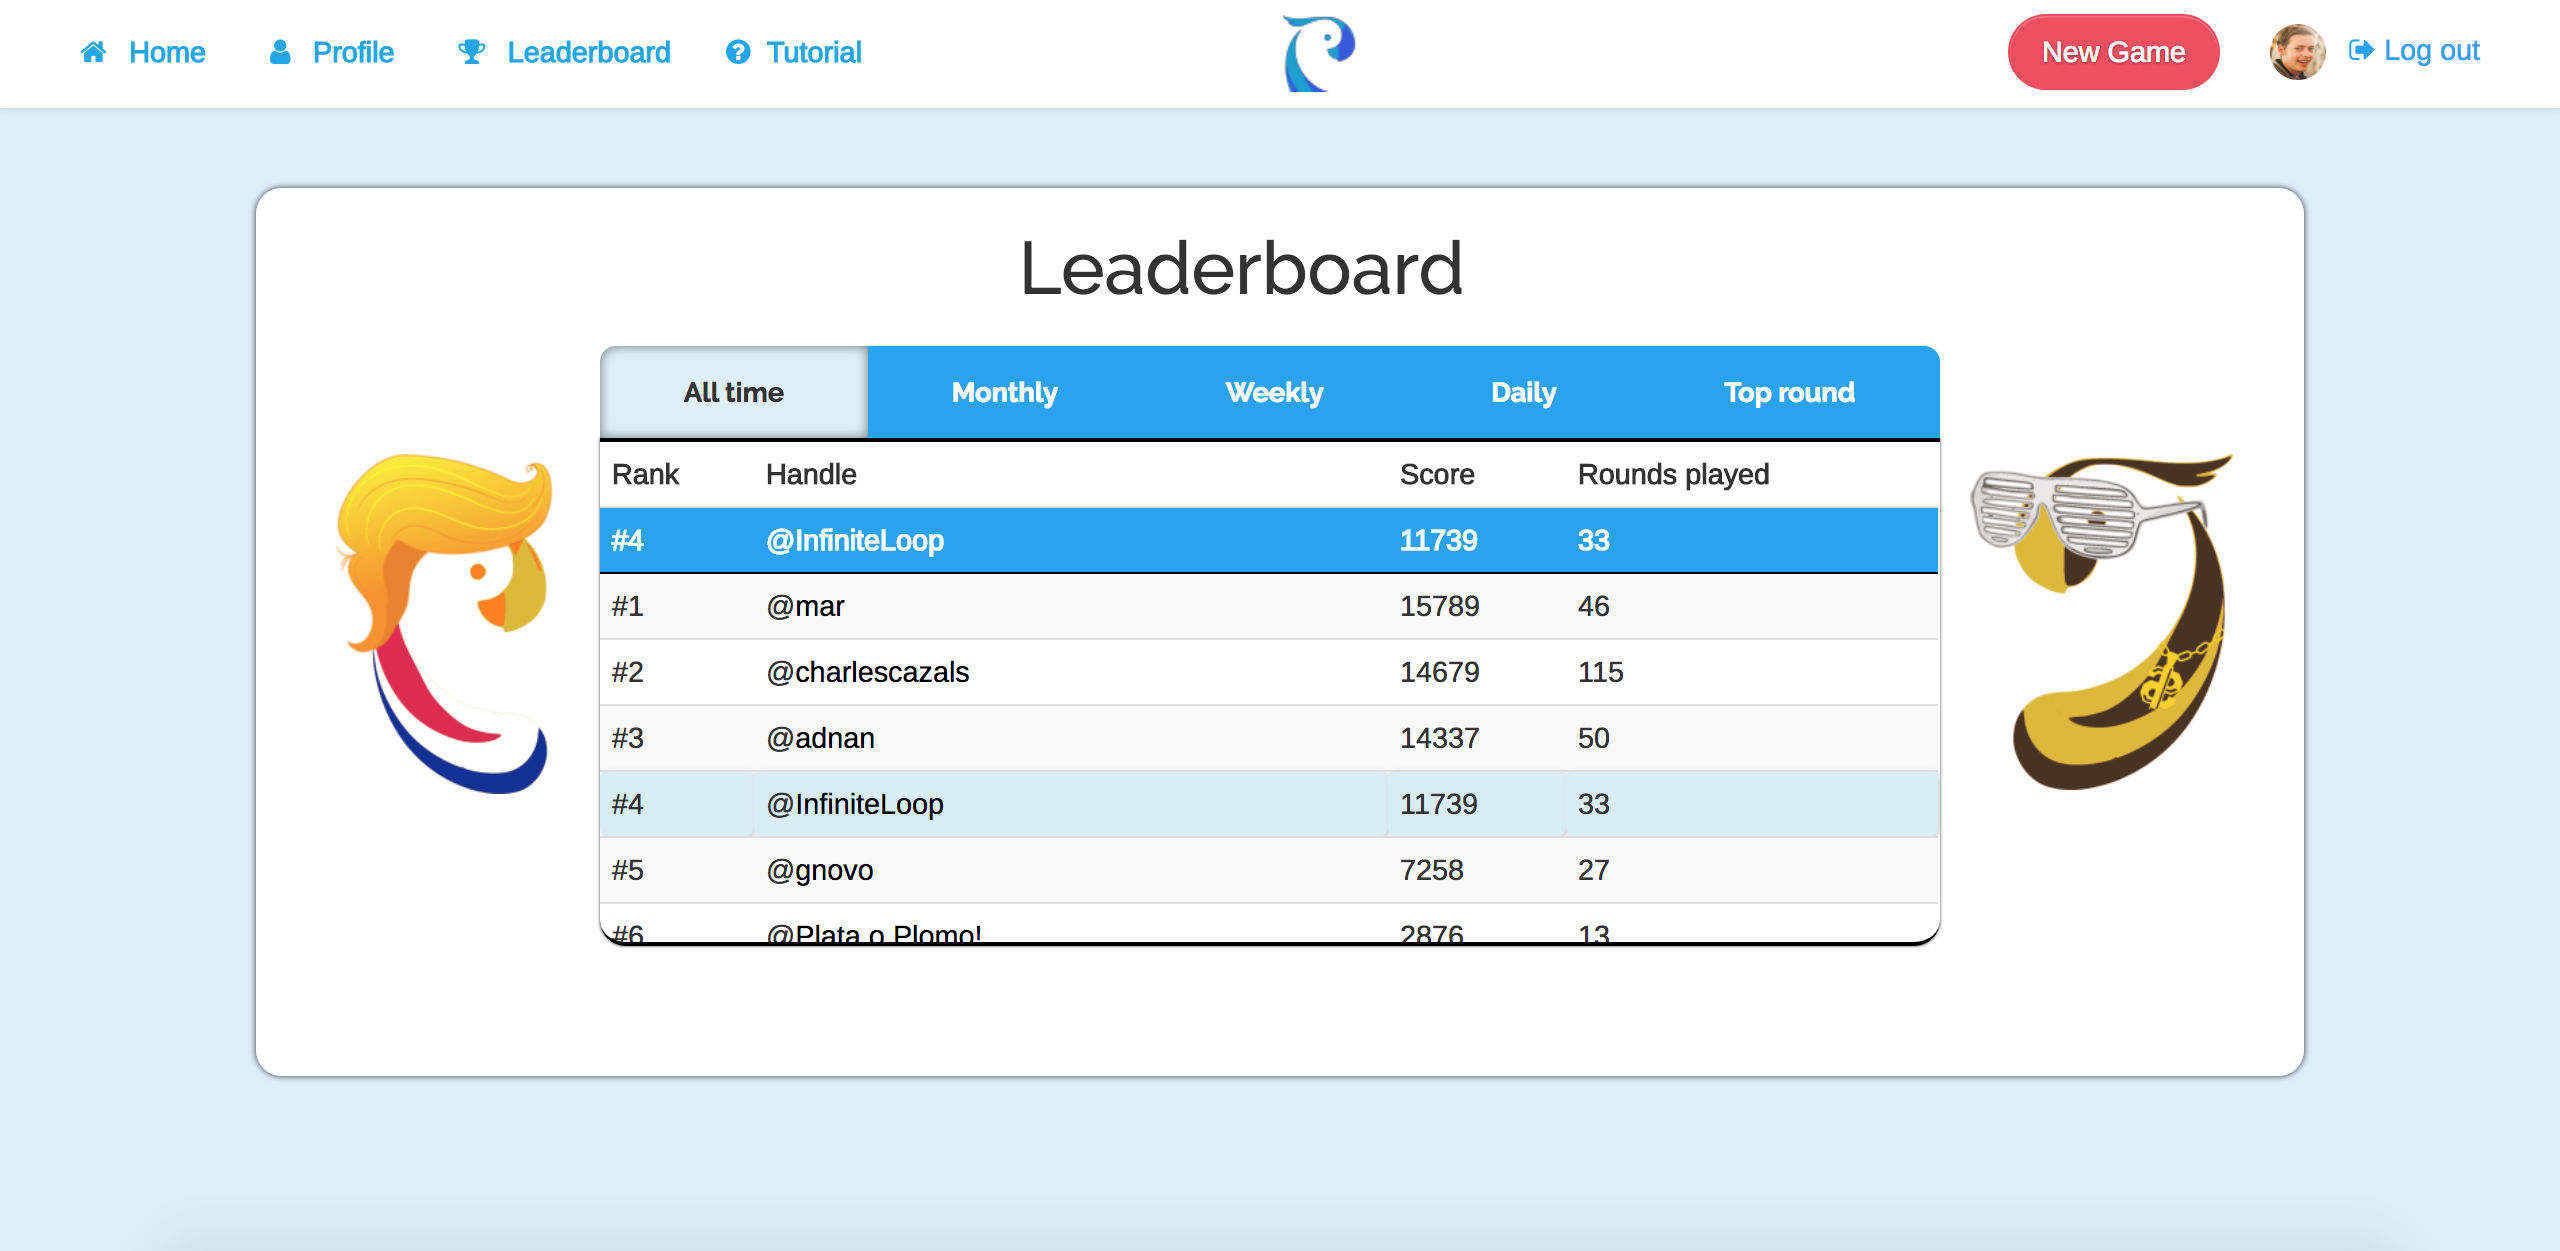 Home Profile Leaderboard Tutorial New Game Log out
Leaderboard
All time Monthly Weekly Daily Top round
Rank Handle Score Rounds played
#4 @InfiniteLoop 11739 33
#1 @mar 15789 46
#2 @charlescazals 14679 115
#3 @adnan 14337 50
#4 @InfiniteLoop 11739 33
#5 @gnovo 7258 27
#6 @Plata o Plomo! 2876 13